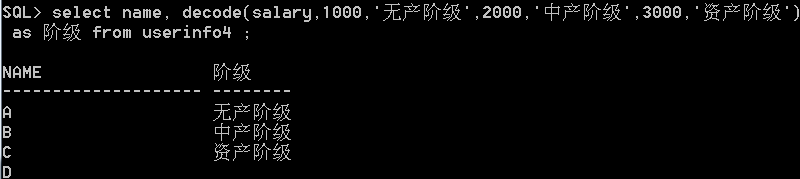 SQL> select name, decode(salary,1000,'无产阶级',2000,'中产阶级',3000,'资产阶级')
as 阶级 from userinfo4 ;
NAME 阶级
-------------------- --------
A 无产阶级
B 中产阶级
C 资产阶级
D